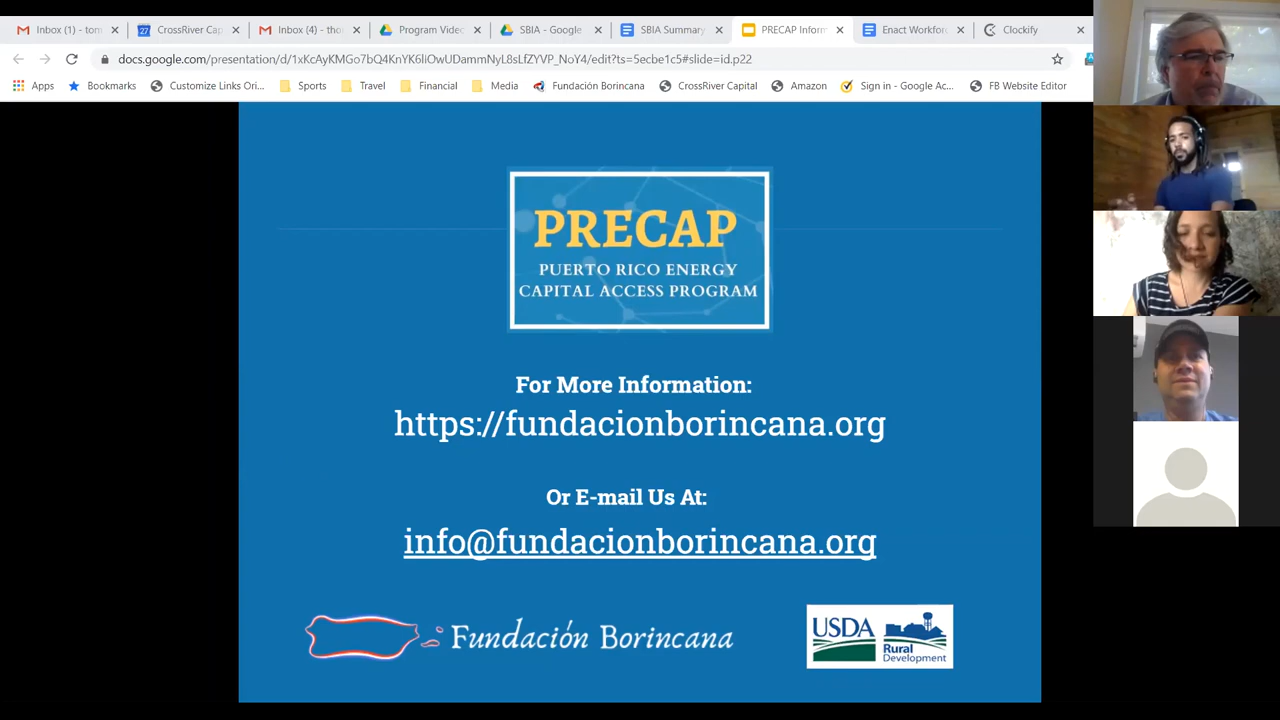 Inbox (1) - tom
27
CrossRiver Cap
Inbox (4) - tho
Program Video
SBIA - Google
SBIA Summary
PRECAP Inform
Enact Workforc
Clockify
docs.google.com/presentation/d/
/edit?ts=5ecbe1c5#slide=id.p22
Apps
Bookmarks
Customize Links Ori...
Sports
Travel
Financial
Media
Fundación Borincana
CrossRiver Capital
Amazon
Sign in - Google Ac...
FB Website Editor
PRECAP
PUERTO RICO ENERGY
CAPITAL ACCESS PROGRAM
For More Information:
https://fundacionborincana.org
Or E-mail Us At:
info@fundacionborincana.org
Fundación Borincana
USDA
Rural
Development